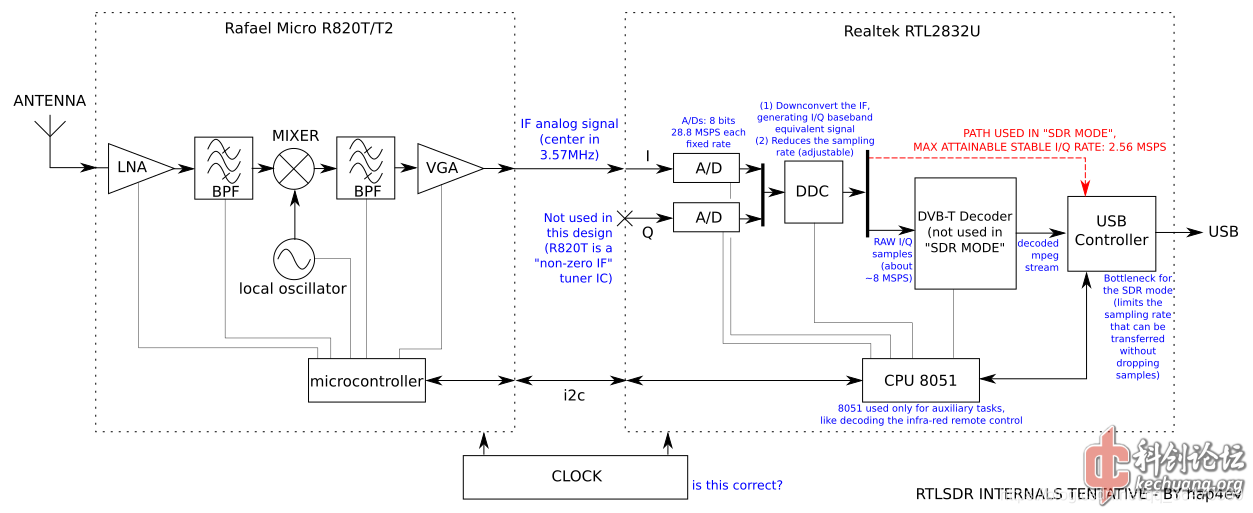 Rafael Micro R820T/T2
Realtek RTL2832U
ANTENNA
LNA
BPF
MIXER
BPF
VGA
local oscillator
microcontroller
IF analog signal
(center in
3.57MHz)
I
Q
Not used in
this design
(R820T is a
"non-zero IF"
tuner IC)
A/Ds: 8 bits
28.8 MSPS each
fixed rate
A/D
A/D
(1) Downconvert the IF,
generating I/Q baseband
equivalent signal
(2) Reduces the sampling
rate (adjustable)
DDC
PATH USED IN "SDR MODE",
MAX ATTAINABLE STABLE I/Q RATE: 2.56 MSPS
RAW I/Q
samples
(about
~8 MSPS)
DVB-T Decoder
(not used in
"SDR MODE"
decoded
mpeg
stream
USB
Controller
USB
Bottleneck for
the SDR mode
(limits the
sampling rate
that can be
transferred
without
dropping
samples)
i2c
CPU 8051
8051 used only for auxiliary tasks,
like decoding the infra-red remote control
CLOCK
is this correct?
RTLSDR INTERNALS TENTATIVE - BY hap4ev
科创论坛
kechuang.org